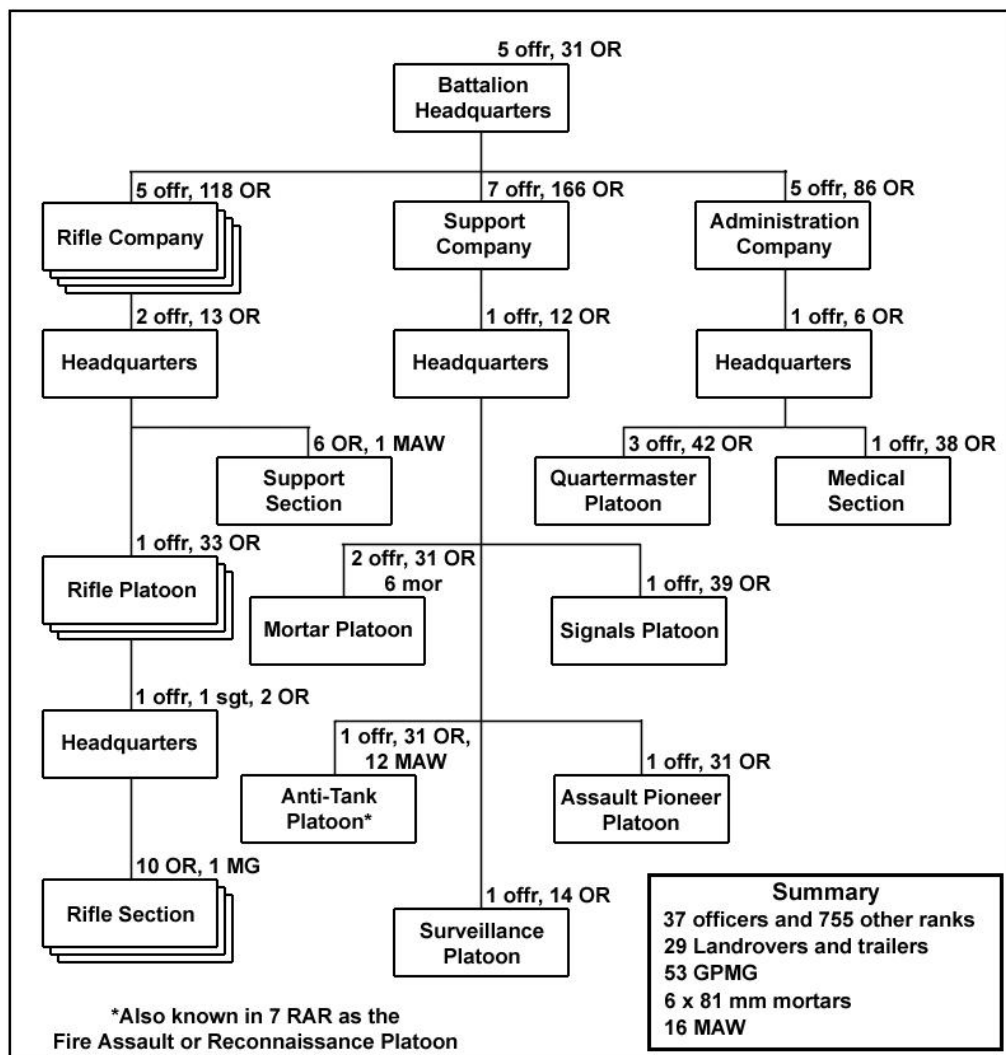 5 offr, 31 OR
Battalion
Headquarters
5 offr, 118 OR
Rifle Company
7 offr, 166 OR
Support
Company
5 offr, 86 OR
Administration
Company
2 offr, 13 OR
Headquarters
1 offr, 12 OR
Headquarters
1 offr, 6 OR
Headquarters
6 OR, 1 MAW
Support
Section
3 offr, 42 OR
Quartermaster
Platoon
1 offr, 38 OR
Medical
Section
1 offr, 33 OR
Rifle Platoon
2 offr, 31 OR
6 mor
Mortar Platoon
1 offr, 39 OR
Signals Platoon
1 offr, 1 sgt, 2 OR
Headquarters
1 offr, 31 OR,
12 MAW
Anti-Tank
Platoon*
1 offr, 31 OR
Assault Pioneer
Platoon
10 OR, 1 MG
Rifle Section
1 offr, 14 OR
Surveillance
Platoon
Summary
37 officers and 755 other ranks
29 Landrovers and trailers
53 GPMG
6 x 81 mm mortars
16 MAW
*Also known in 7 RAR as the
Fire Assault or Reconnaissance Platoon